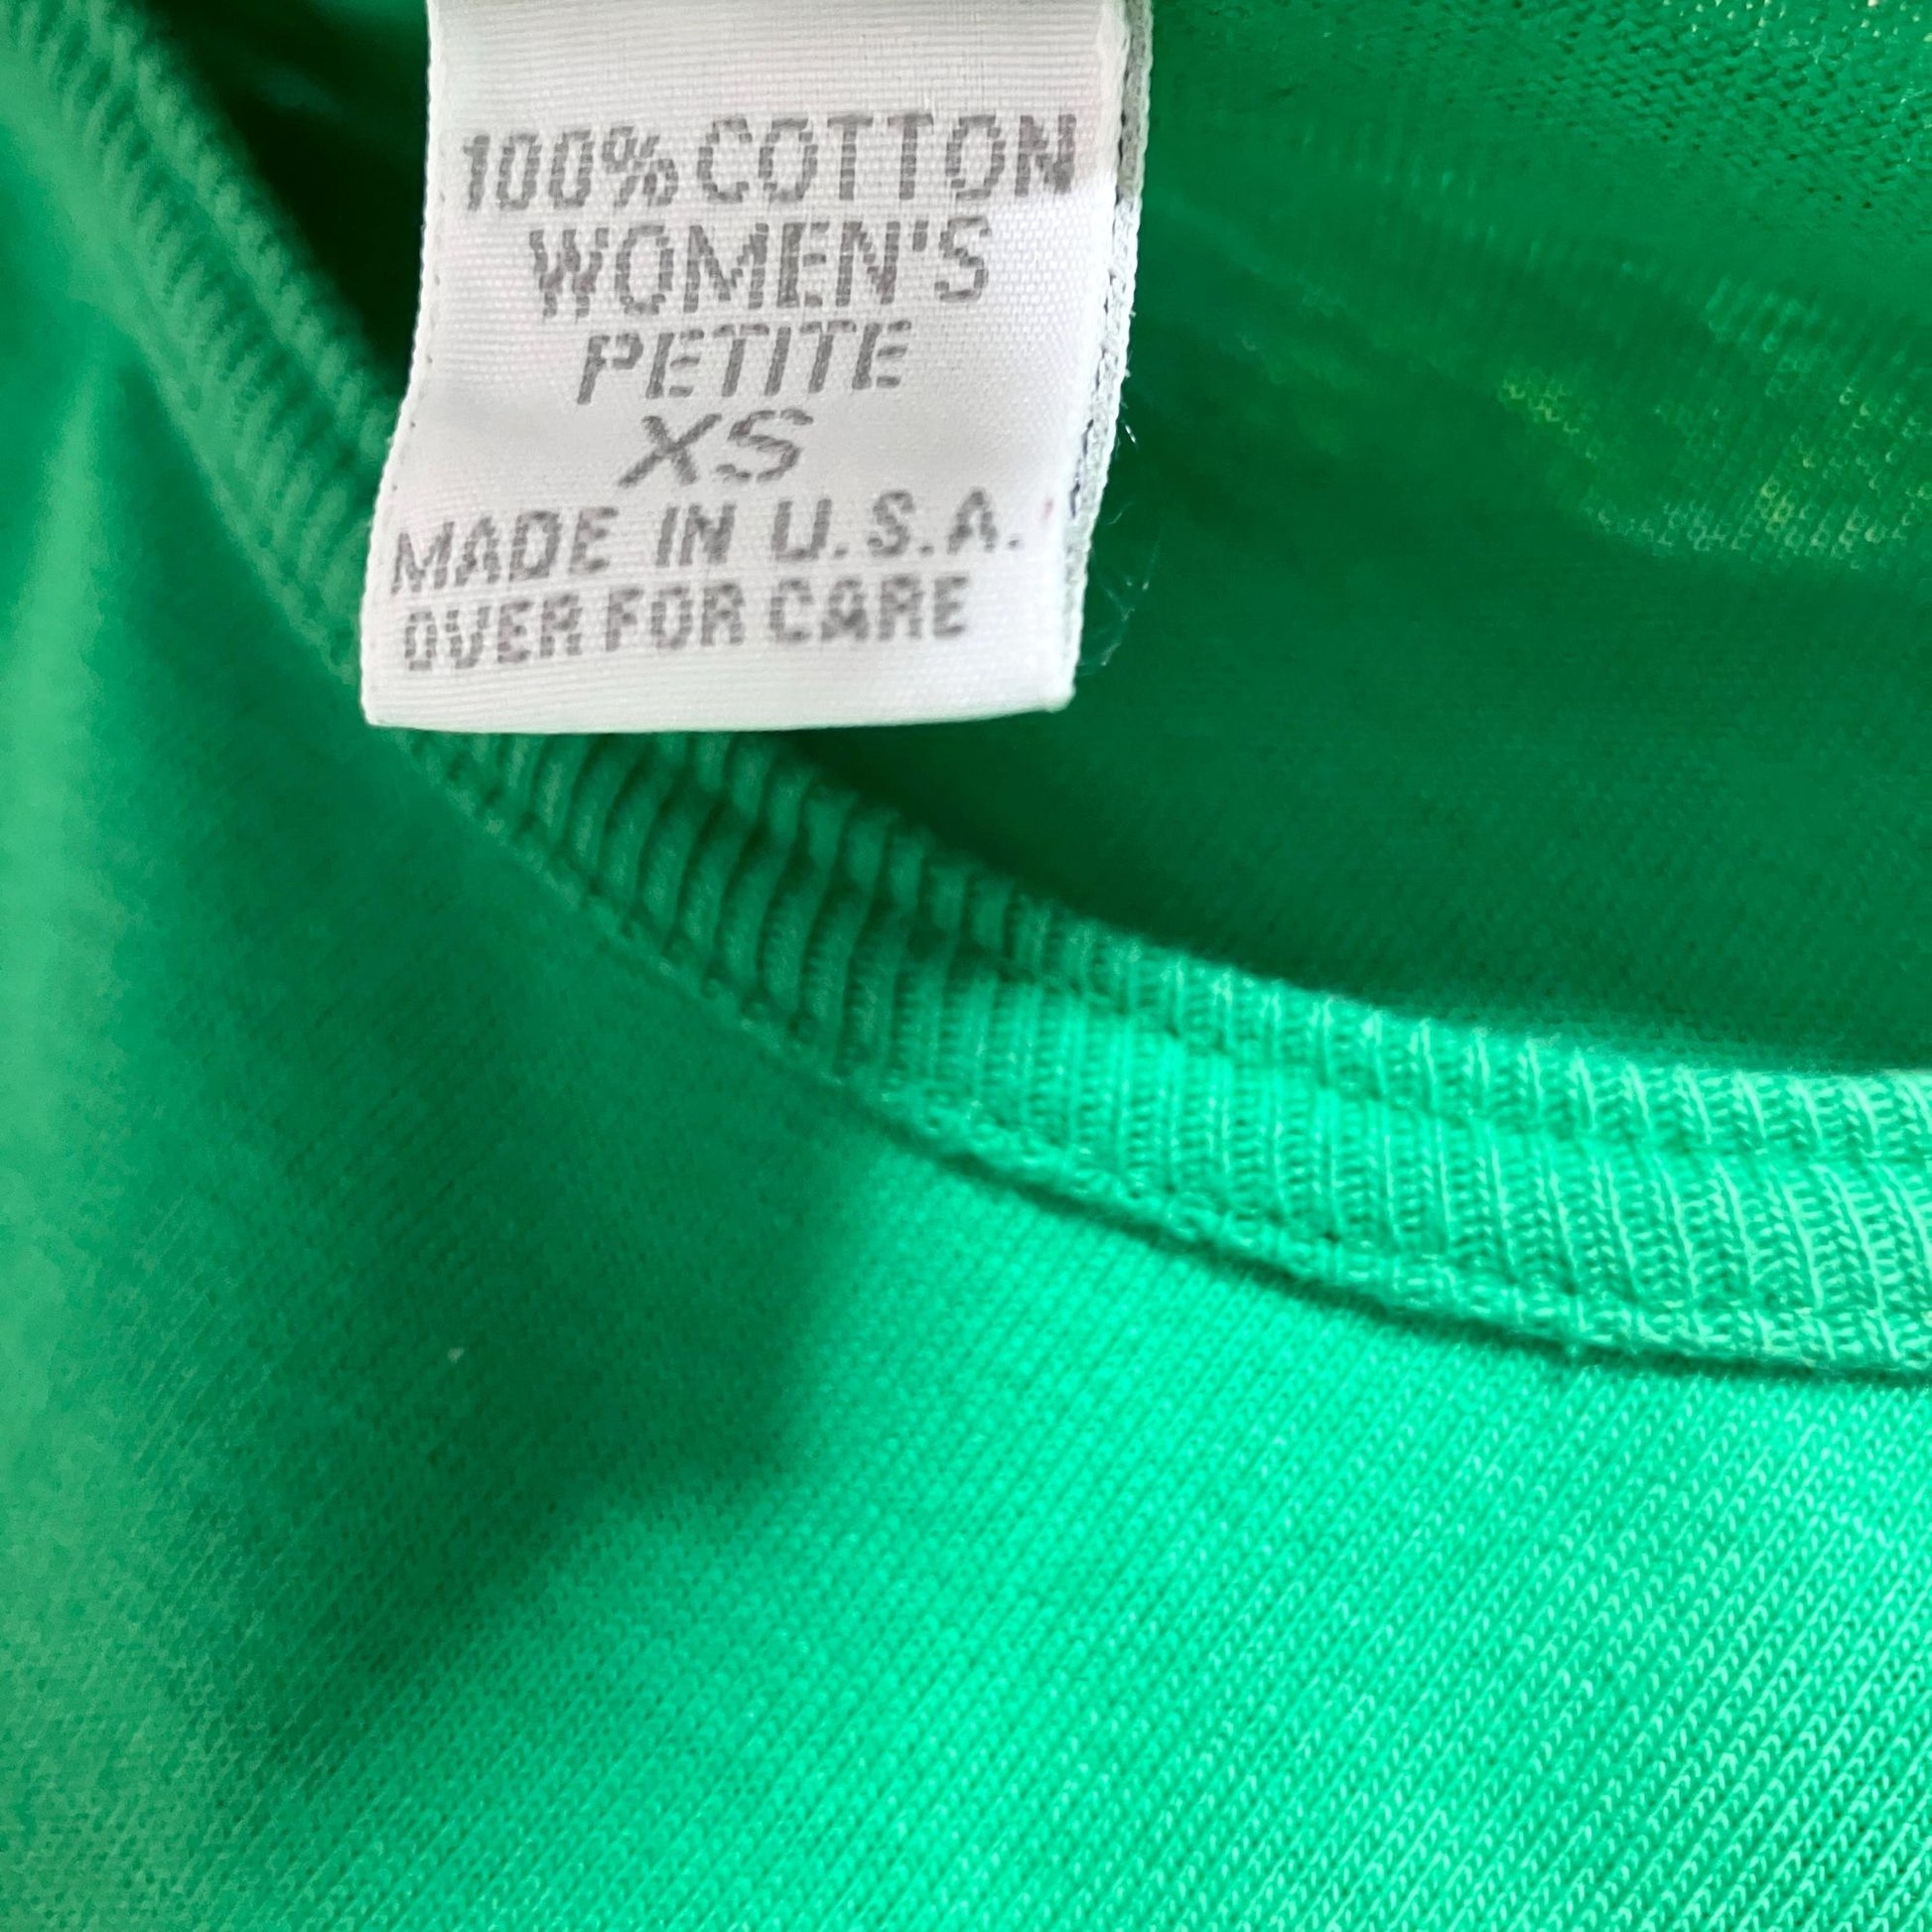 100% COTTON
WOMEN'S
PETITE
XS
MADE IN U.S.A.
OVER FOR CARE